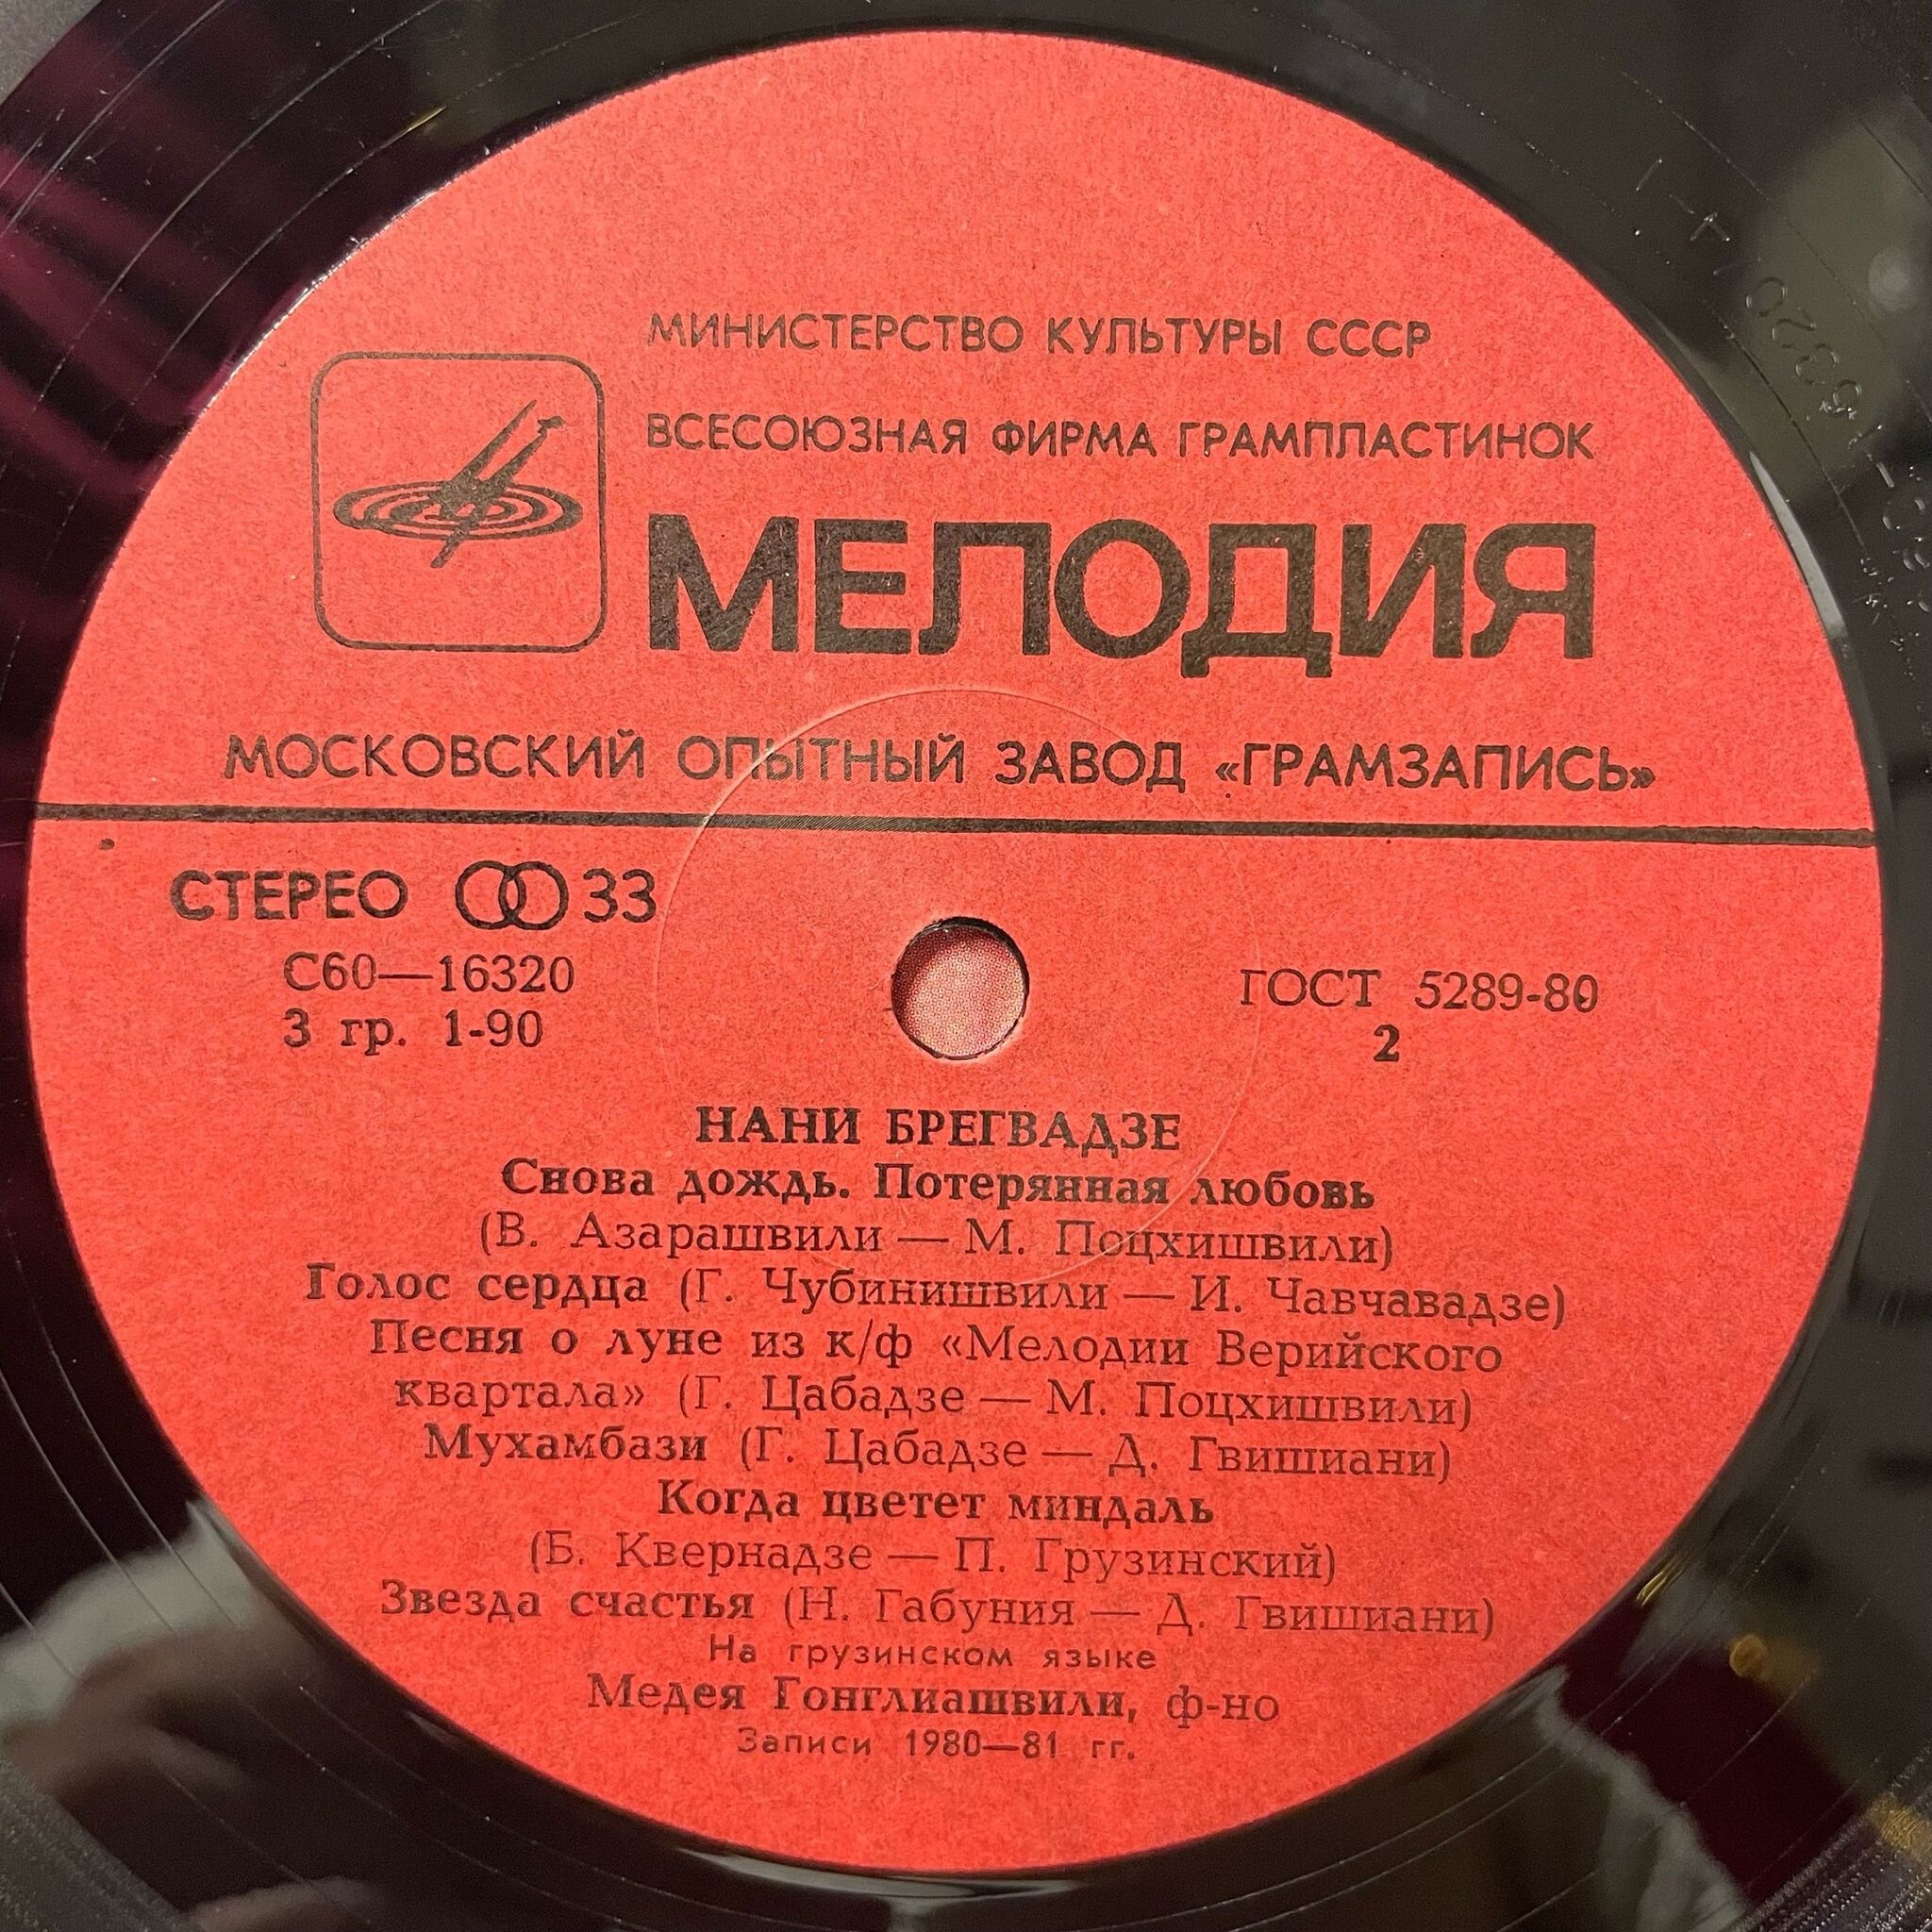 МИНИСТЕРСТВО КУЛЬТУРЫ СССР
ВСЕСОЮЗНАЯ ФИРМА ГРАМПЛАСТИНОК
МЕЛОДИЯ
МОСКОВСКИЙ ОПЫТНЫЙ ЗАВОД «ГРАМЗАПИСЬ»
СТЕРЕО 33
С60—16320
3 гр. 1-90
ГОСТ 5289-80
2
НАНИ БРЕГВАДЗЕ
Снова дождь. Потерянная любовь
(В. Азарашвили — М. Поцхишвили)
Голос сердца (Г. Чубинишвили — И. Чавчавадзе)
Песня о луне из к/ф «Мелодии Верийского
квартала» (Г. Цабадзе — М. Поцхишвили)
Мухамбази (Г. Цабадзе — Д. Гвишиани)
Когда цветет миндаль
(Б. Квернадзе — П. Грузинский)
Звезда счастья (Н. Габуния — Д. Гвишиани)
На грузинском языке
Медея Гонглиашвили, ф-но
Записи 1980—81 гг.